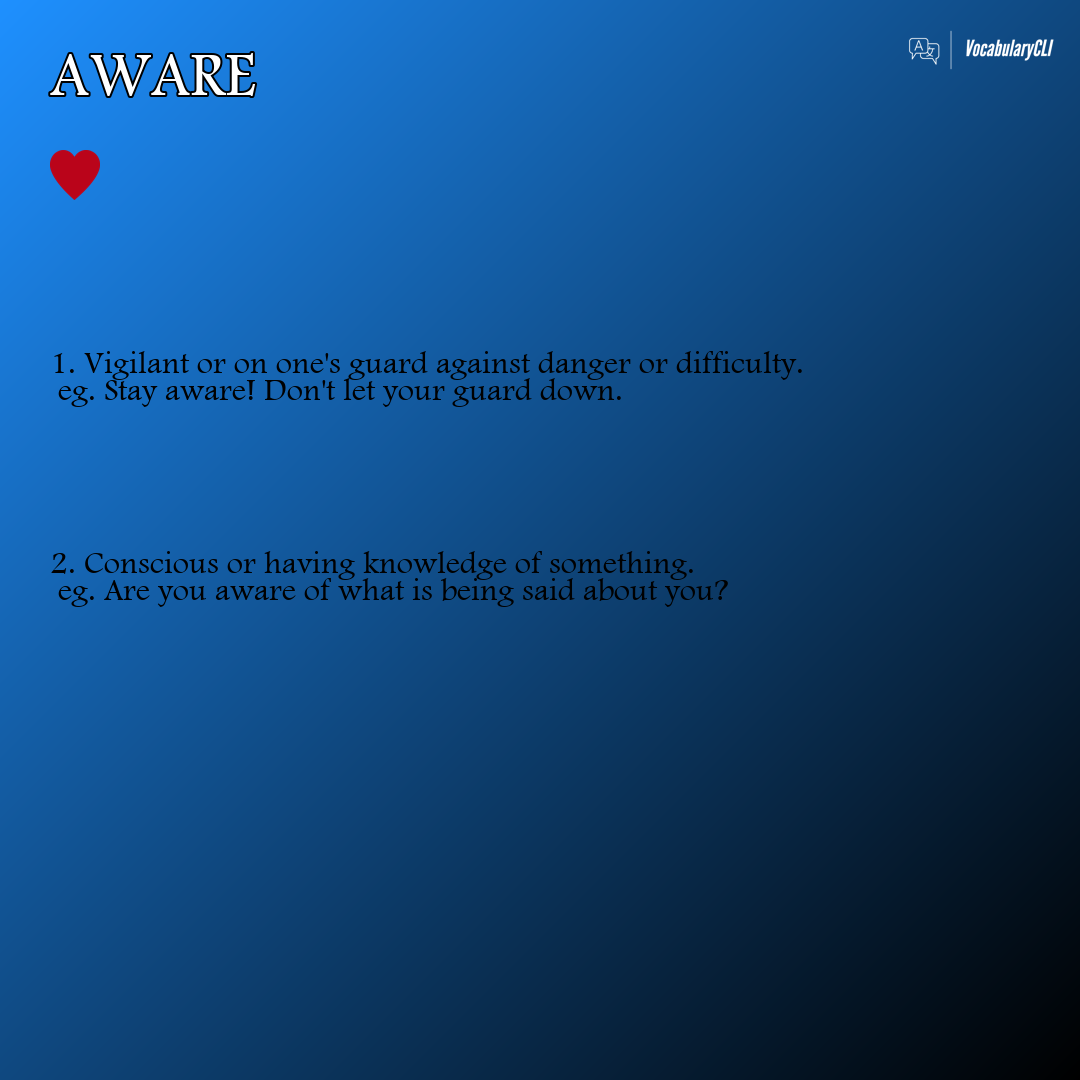 AWARE
VocabularyCLI
1. Vigilant or on one's guard against danger or difficulty.
eg. Stay aware! Don't let your guard down.
2. Conscious or having knowledge of something.
eg. Are you aware of what is being said about you?